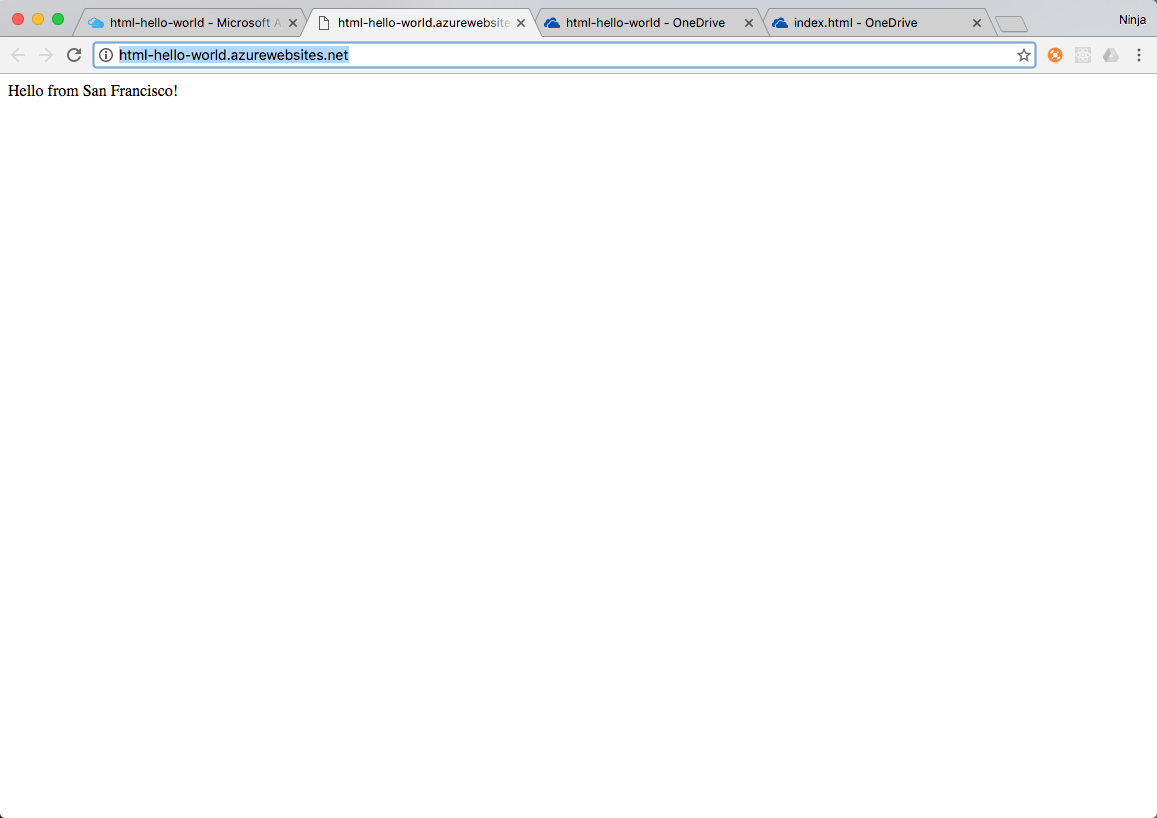 html-hello-world - Microsoft A
html-hello-world.azurewebsite
html-hello-world - OneDrive
index.html - OneDrive
Ninja
html-hello-world.azurewebsites.net
Hello from San Francisco!